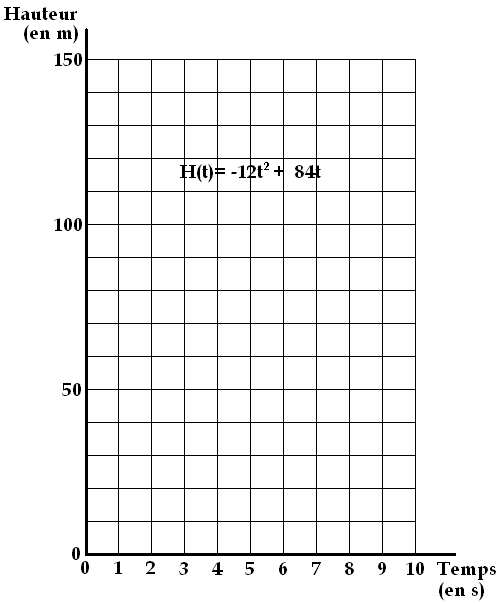 Hauteur
(en m)
150
H(t)= -12t² + 84t
100
50
0
0 1 2 3 4 5 6 7 8 9 10 Temps
(en s)